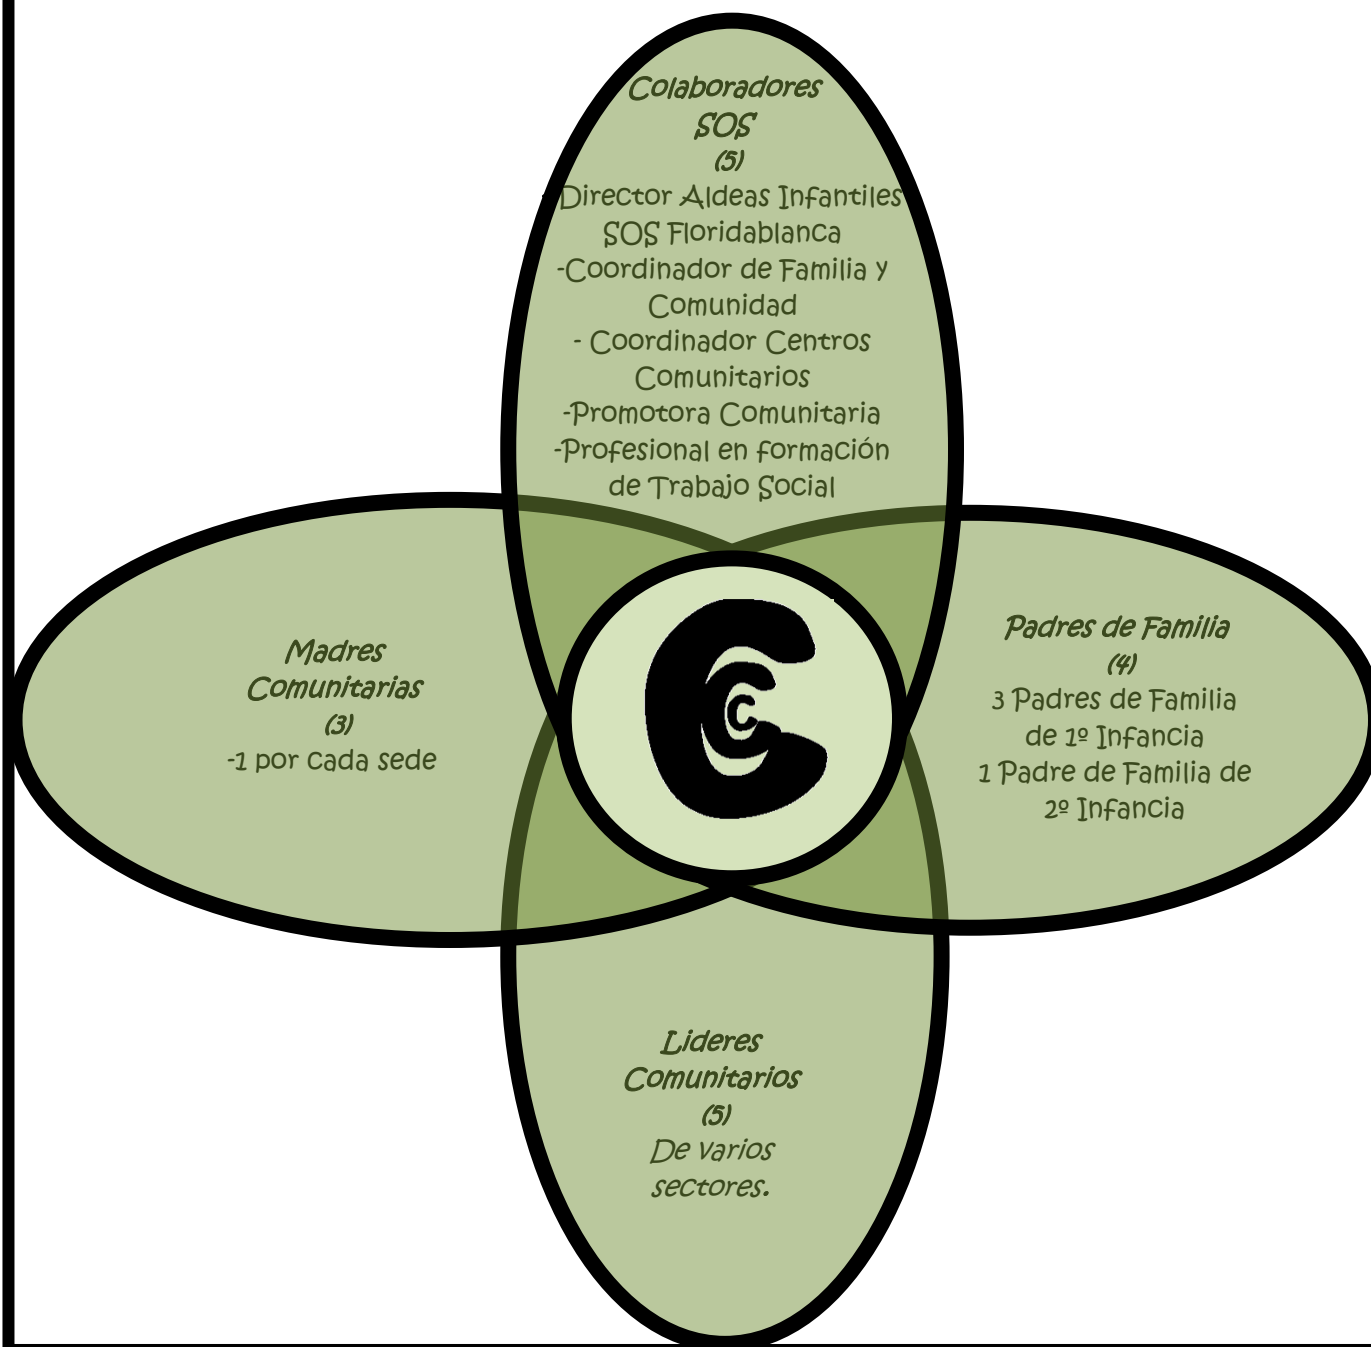 Colaboradores
SOS
(5)
-Director Aldeas Infantiles
SOS Floridablanca
-Coordinador de Familia y
Comunidad
- Coordinador Centros
Comunitarios
-Promotora Comunitaria
-Profesional en formación
de Trabajo Social
Madres
Comunitarias
(3)
-1 por cada sede
C
C
C
Padres de Familia
(4)
3 Padres de Familia
de 1º Infancia
1 Padre de Familia de
2º Infancia
Lideres
Comunitarios
(5)
De varios
sectores.